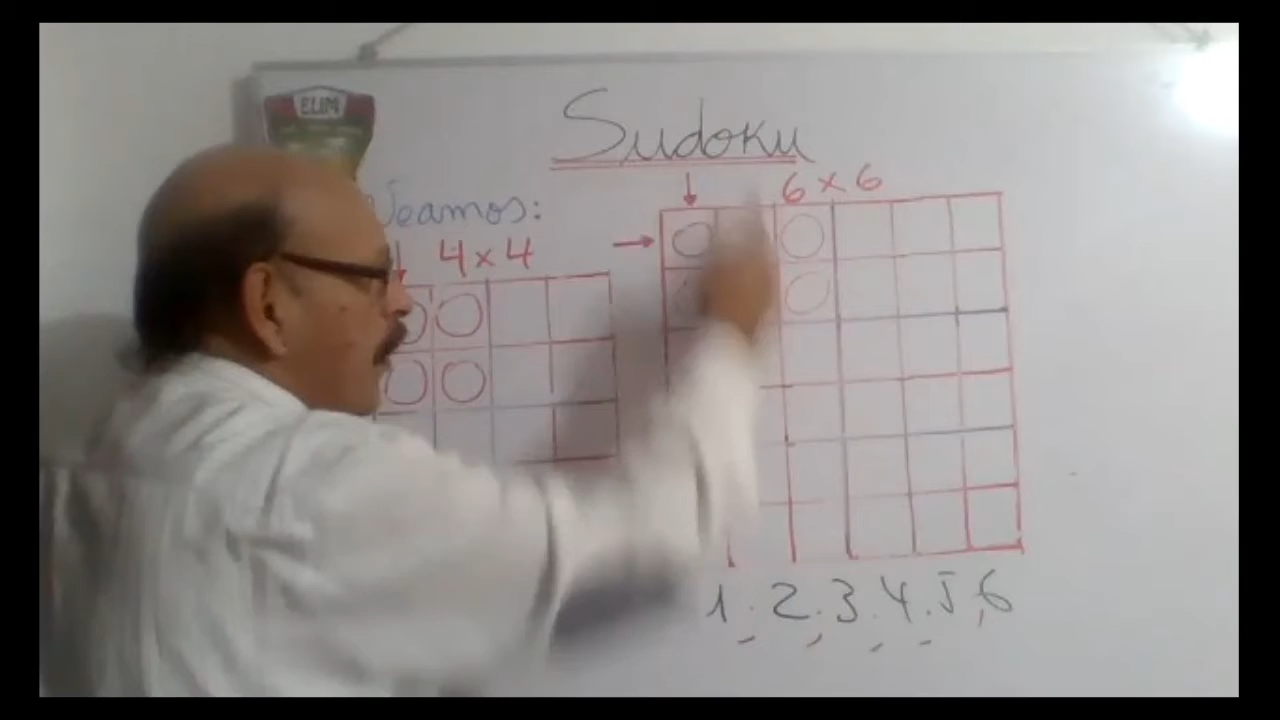 ELIM
Sudoku
Veamos:
4 x 4
6 x 6
1, 2, 3, 4, 5, 6